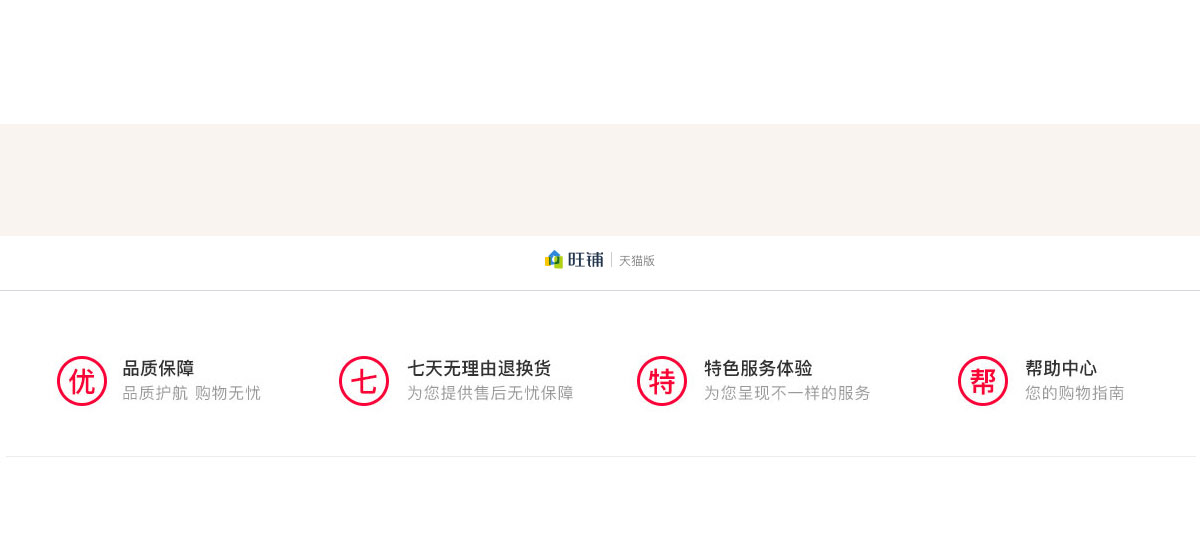 旺铺 天猫版
优 品质保障
品质护航 购物无忧
七 七天无理由退换货
为您提供售后无忧保障
特 特色服务体验
为您呈现不一样的服务
帮 帮助中心
您的购物指南